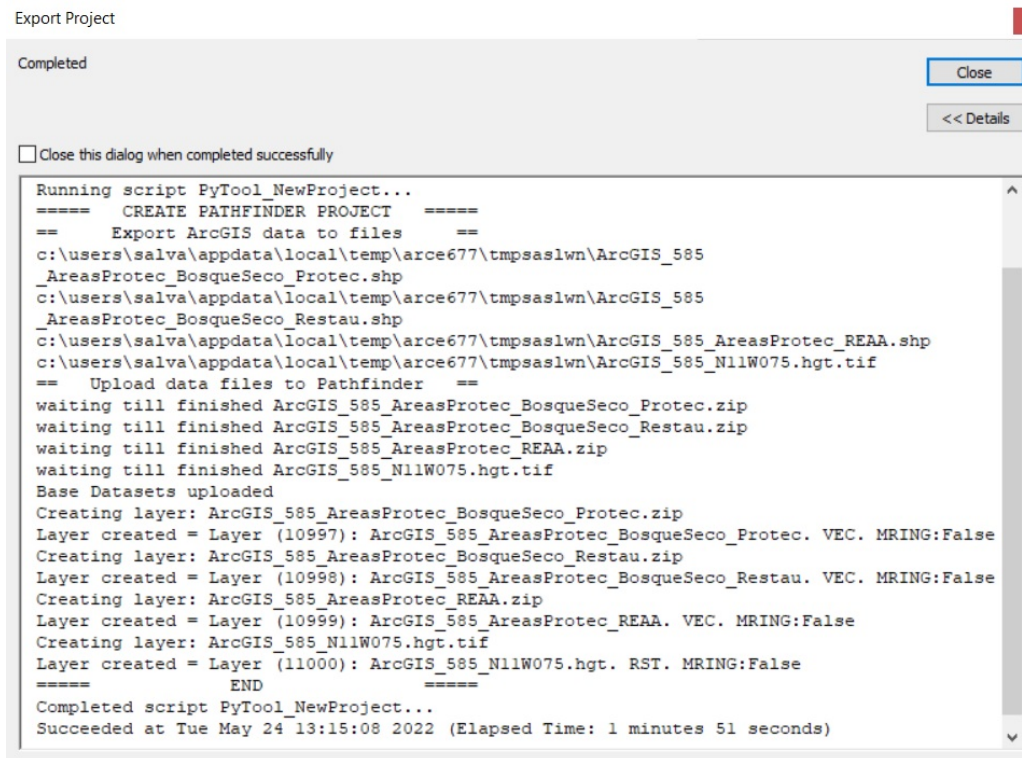 Export Project
Completed
Close
<< Details
Close this dialog when completed successfully
Running script PyTool_NewProject...
===== CREATE PATHFINDER PROJECT =====
== Export ArcGIS data to files ==
c:\users\salva\appdata\local\temp\arce677\tmpsaslwn\ArcGIS_585
_AreasProtec_BosqueSeco_Protec.shp
c:\users\salva\appdata\local\temp\arce677\tmpsaslwn\ArcGIS_585
_AreasProtec_BosqueSeco_Restau.shp
c:\users\salva\appdata\local\temp\arce677\tmpsaslwn\ArcGIS_585_AreasProtec_REAA.shp
c:\users\salva\appdata\local\temp\arce677\tmpsaslwn\ArcGIS_585_N11W075.hgt.tif
== Upload data files to Pathfinder ==
waiting till finished ArcGIS_585_AreasProtec_BosqueSeco_Protec.zip
waiting till finished ArcGIS_585_AreasProtec_BosqueSeco_Restau.zip
waiting till finished ArcGIS_585_AreasProtec_REAA.zip
waiting till finished ArcGIS_585_N11W075.hgt.tif
Base Datasets uploaded
Creating layer: ArcGIS_585_AreasProtec_BosqueSeco_Protec.zip
Layer created = Layer (10997): ArcGIS_585_AreasProtec_BosqueSeco_Protec. VEC. MRING:False
Creating layer: ArcGIS_585_AreasProtec_BosqueSeco_Restau.zip
Layer created = Layer (10998): ArcGIS_585_AreasProtec_BosqueSeco_Restau. VEC. MRING:False
Creating layer: ArcGIS_585_AreasProtec_REAA.zip
Layer created = Layer (10999): ArcGIS_585_AreasProtec_REAA. VEC. MRING:False
Creating layer: ArcGIS_585_N11W075.hgt.tif
Layer created = Layer (11000): ArcGIS_585_N11W075.hgt. RST. MRING:False
===== END =====
Completed script PyTool_NewProject...
Succeeded at Tue May 24 13:15:08 2022 (Elapsed Time: 1 minutes 51 seconds)